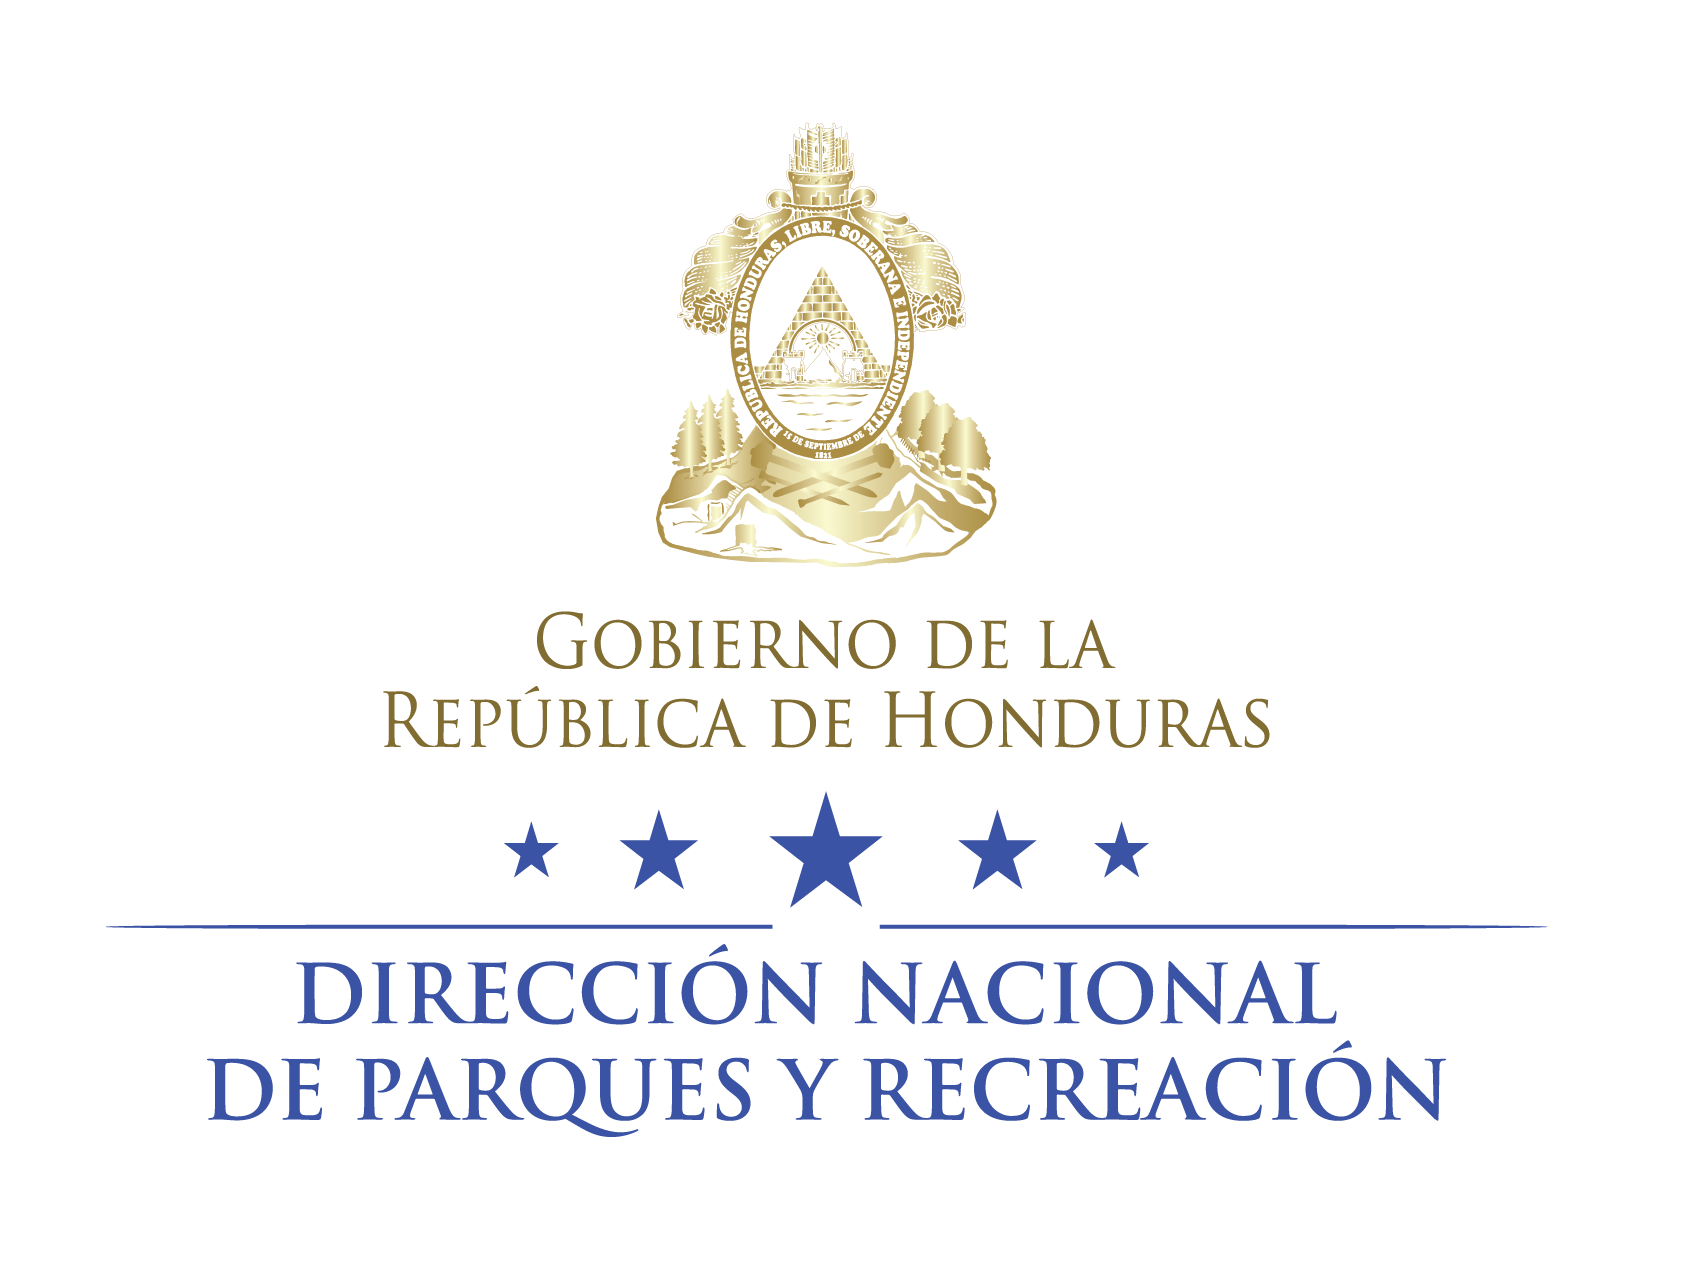 REPUBLICA DE HONDURAS, LIBRE, SOBERANA E INDEPENDIENTE
15 DE SEPTIEMBRE DE
1821
GOBIERNO DE LA
REPÚBLICA DE HONDURAS
DIRECCIÓN NACIONAL
DE PARQUES Y RECREACIÓN